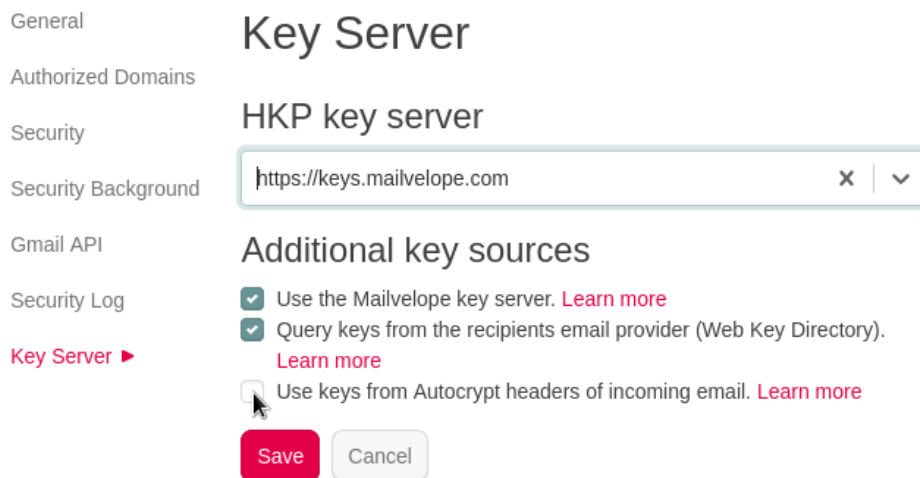 General
Authorized Domains
Security
Security Background
Gmail API
Security Log
Key Server
Key Server
HKP key server
https://keys.mailvelope.com
Additional key sources
Use the Mailvelope key server. Learn more
Query keys from the recipients email provider (Web Key Directory).
Learn more
Use keys from Autocrypt headers of incoming email. Learn more
Save
Cancel